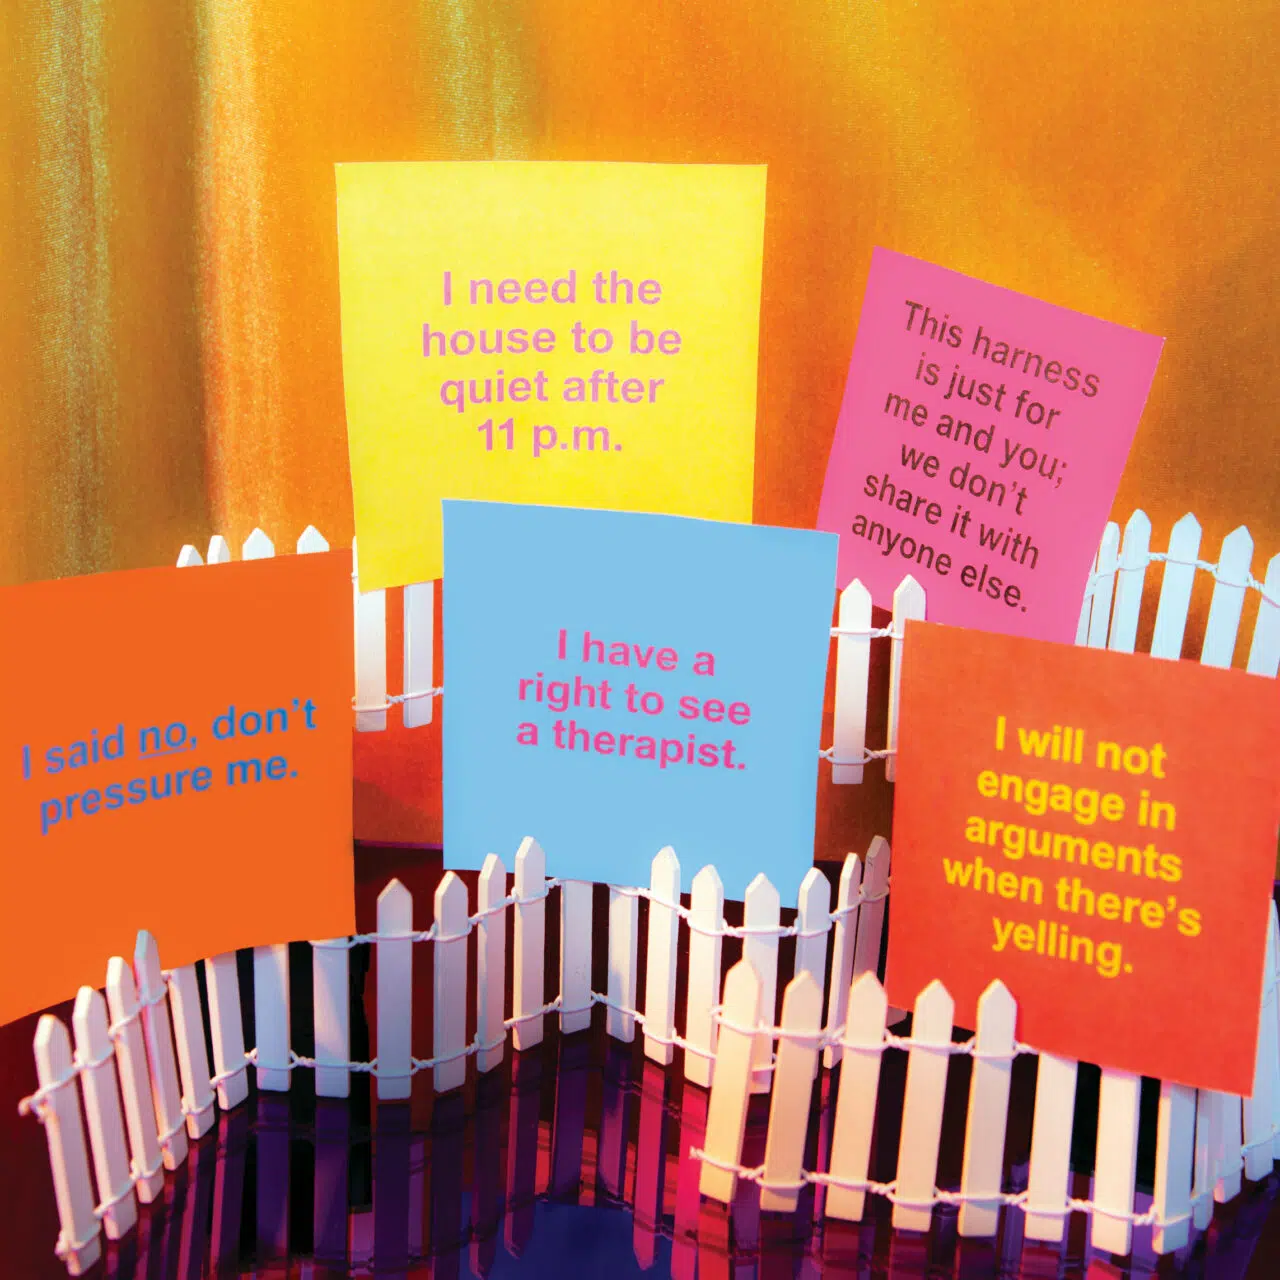 I need the
house to be
quiet after
11 p.m.
This harness
is just for
me and you;
we don't
share it with
anyone else.
I said no, don't
pressure me.
I have a
right to see
a therapist.
I will not
engage in
arguments
when there's
yelling.